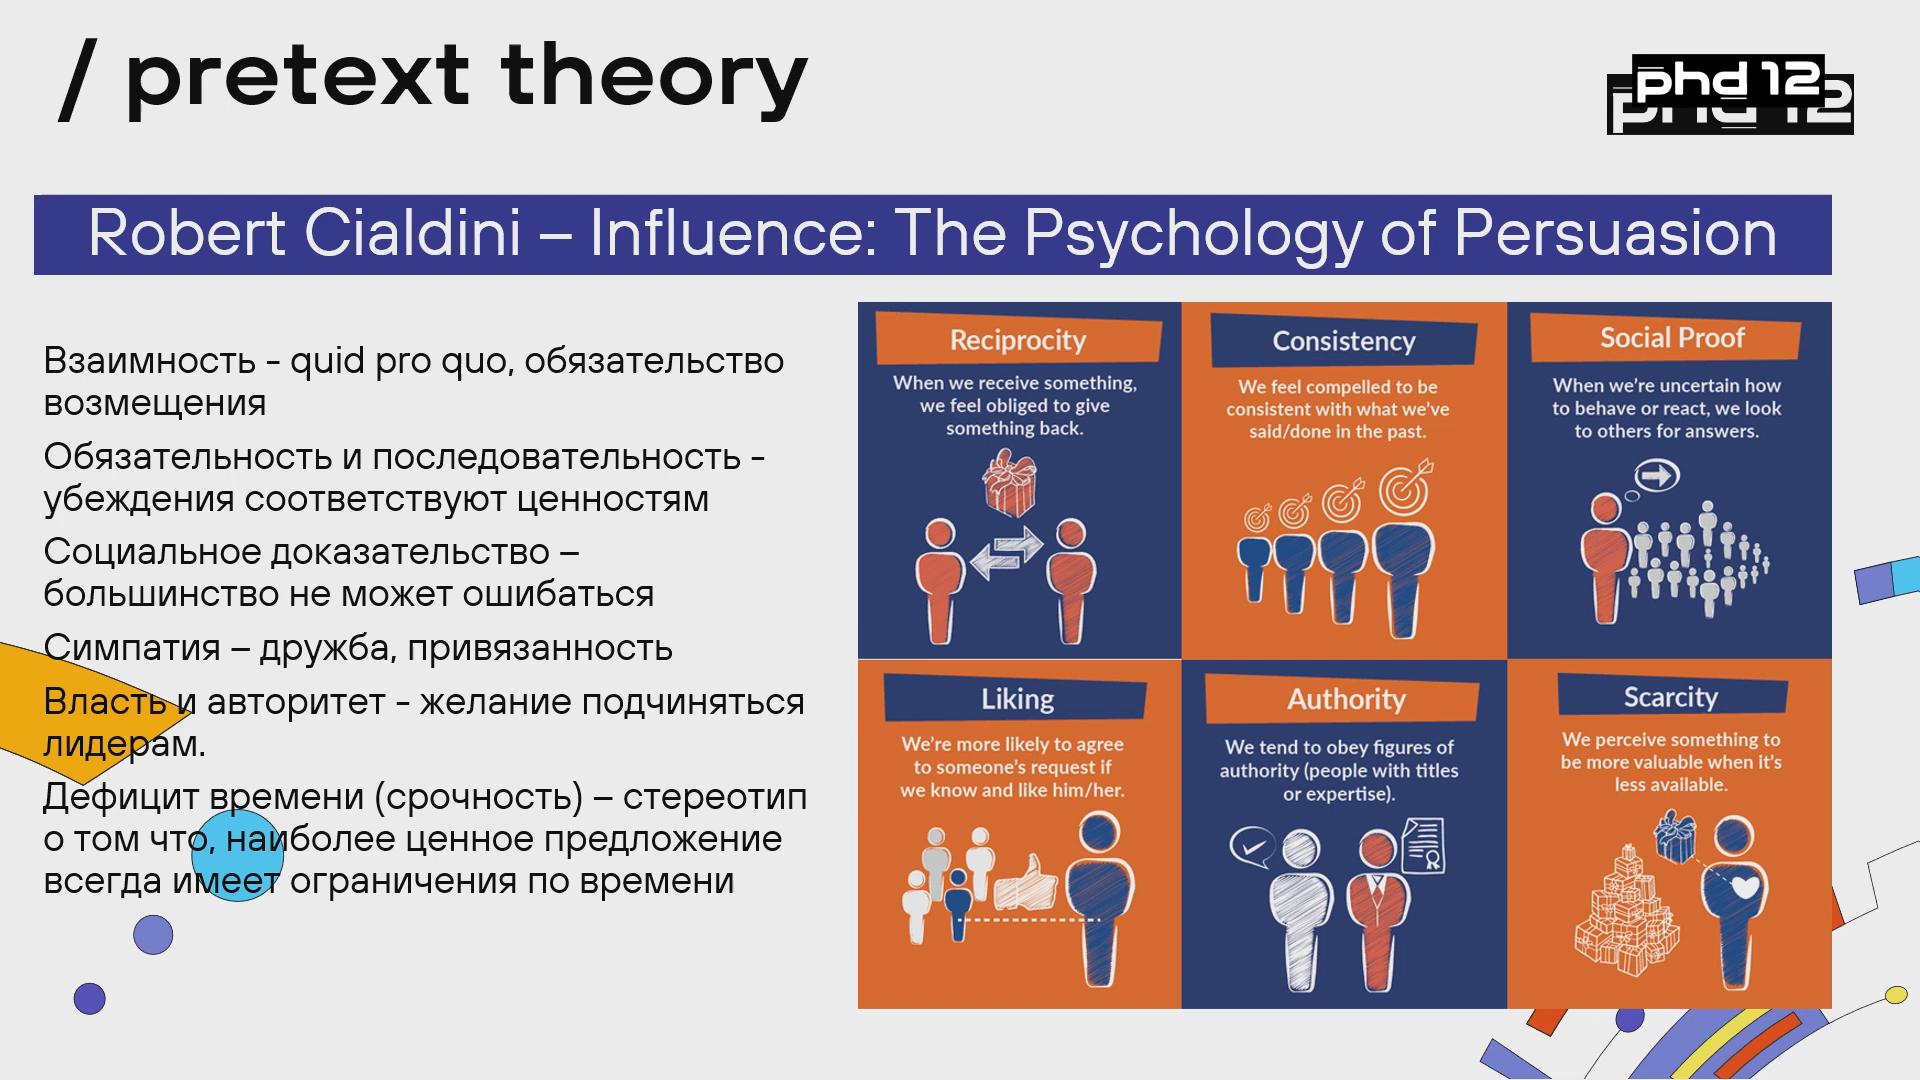 / pretext theory
phd 12
phd 12
Robert Cialdini – Influence: The Psychology of Persuasion
Взаимность - quid pro quo, обязательство
возмещения
Обязательность и последовательность -
убеждения соответствуют ценностям
Социальное доказательство –
большинство не может ошибаться
Симпатия – дружба, привязанность
Власть и авторитет - желание подчиняться
лидерам.
Дефицит времени (срочность) – стереотип
о том что, наиболее ценное предложение
всегда имеет ограничения по времени
Reciprocity
When we receive something,
we feel obliged to give
something back.
Consistency
We feel compelled to be
consistent with what we've
said/done in the past.
Social Proof
When we're uncertain how
to behave or react, we look
to others for answers.
Liking
We're more likely to agree
to someone's request if
we know and like him/her.
Authority
We tend to obey figures of
authority (people with titles
or expertise).
Scarcity
We perceive something to
be more valuable when it's
less available.